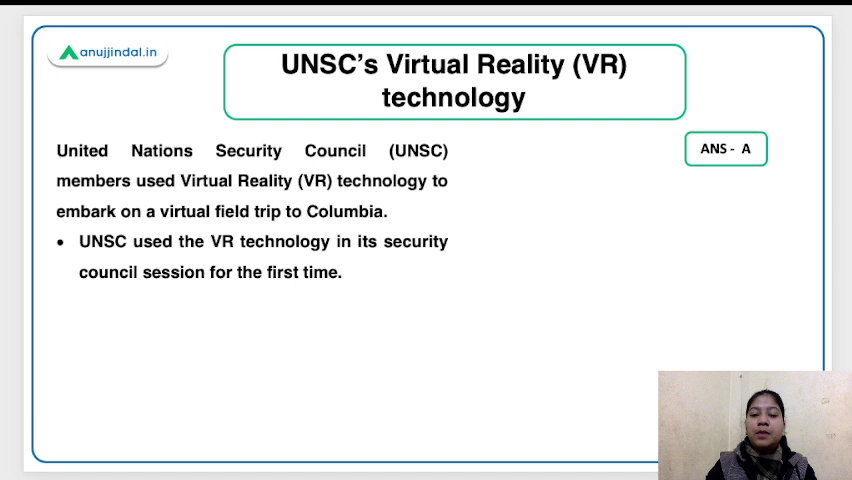 anujjindal.in
UNSC’s Virtual Reality (VR)
technology
United Nations Security Council (UNSC)
members used Virtual Reality (VR) technology to
embark on a virtual field trip to Columbia.
• UNSC used the VR technology in its security
council session for the first time.
ANS - A